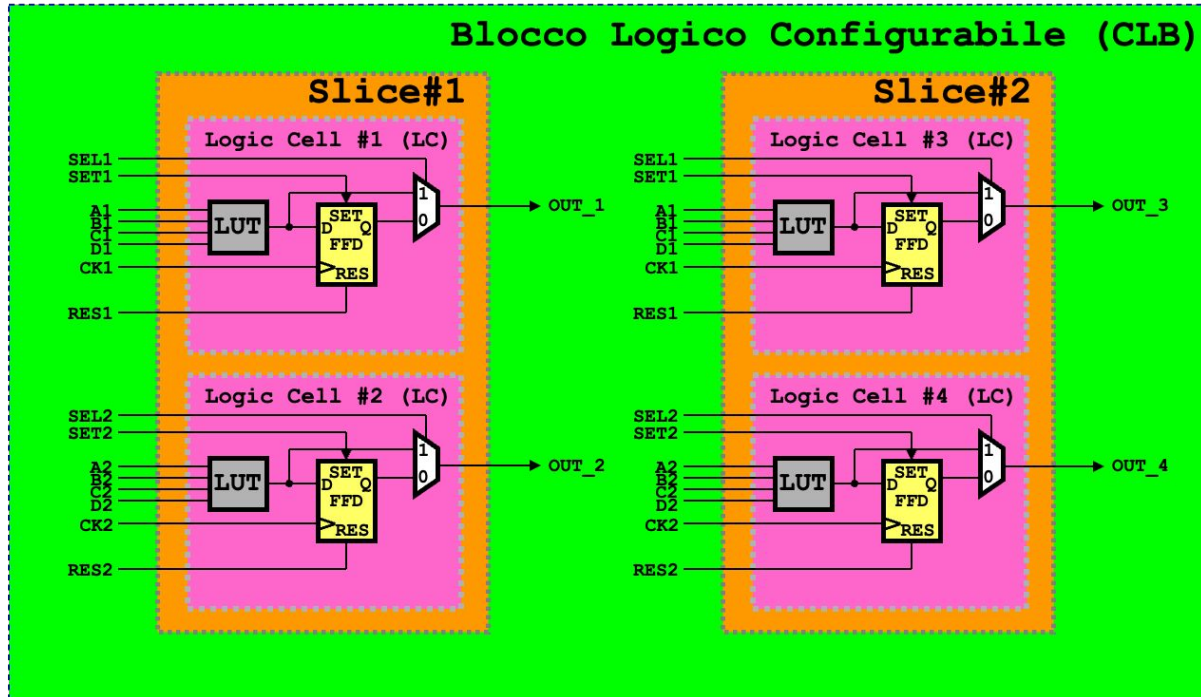 Blocco Logico Configurabile (CLB)
Slice#1
Logic Cell #1 (LC)
SEL1
SET1
A1
B1
C1
D1
CK1
RES1
LUT
SET
D Q
FFD
RES
1
0
OUT_1
Logic Cell #2 (LC)
SEL2
SET2
A2
B2
C2
D2
CK2
RES2
LUT
SET
D Q
FFD
RES
1
0
OUT_2
Slice#2
Logic Cell #3 (LC)
SEL1
SET1
A1
B1
C1
D1
CK1
RES1
LUT
SET
D Q
FFD
RES
1
0
OUT_3
Logic Cell #4 (LC)
SEL2
SET2
A2
B2
C2
D2
CK2
RES2
LUT
SET
D Q
FFD
RES
1
0
OUT_4